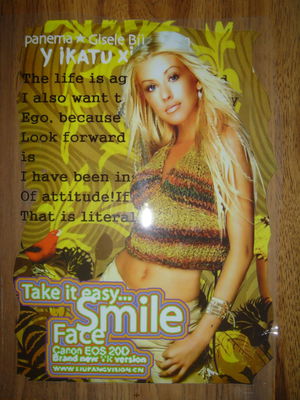 panema ★ Gisele Bü
y iKATU Xi
The life is ag
I also want t y
Ego, because
Look forward
is
I have been in
Of attitude!If
That is literal
Take it easy...
Smile
Face
Canon EOS 20D
Brand new VK version